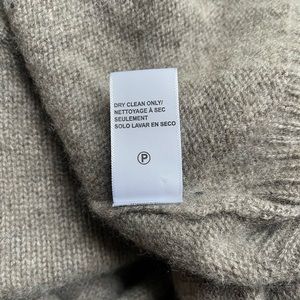 DRY CLEAN ONLY/
NETTOYAGE À SEC
SEULEMENT
SOLO LAVAR EN SECO
P